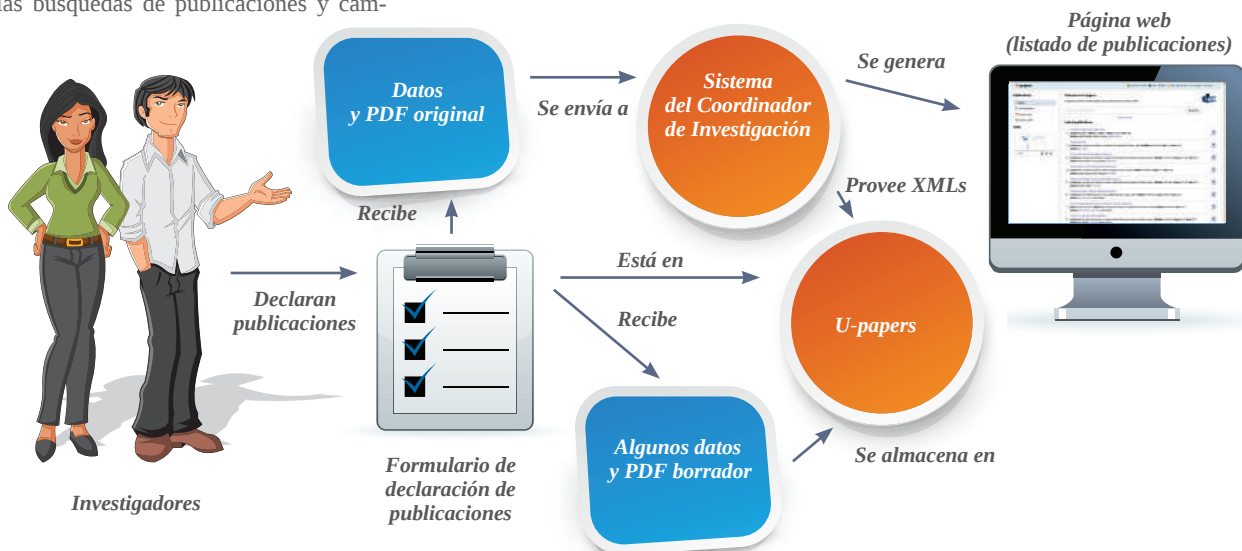 las búsquedas de publicaciones y cam-
Página web
(listado de publicaciones)
Datos
y PDF original
Se envía a
Sistema
del Coordinador
de Investigación
Se genera
Provee XMLs
Recibe
Declaran
publicaciones
Está en
Recibe
U-papers
Algunos datos
y PDF borrador
Se almacena en
Formulario de
declaración de
publicaciones
Investigadores